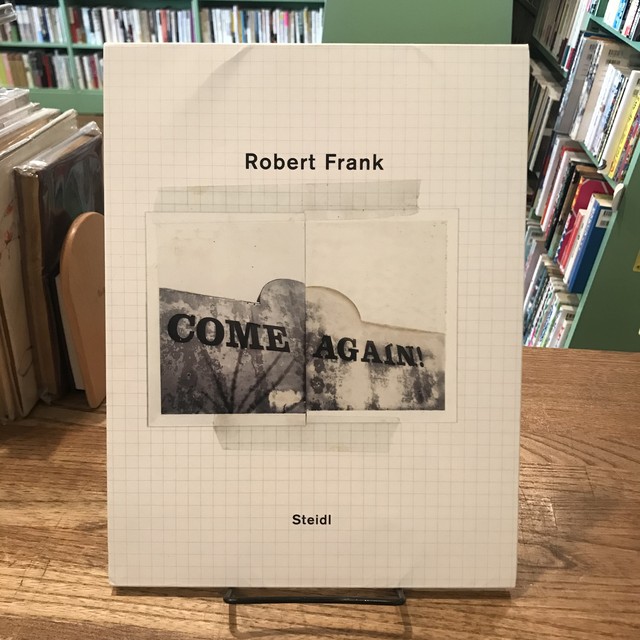 Robert Frank
COME AGAIN!
Steidl